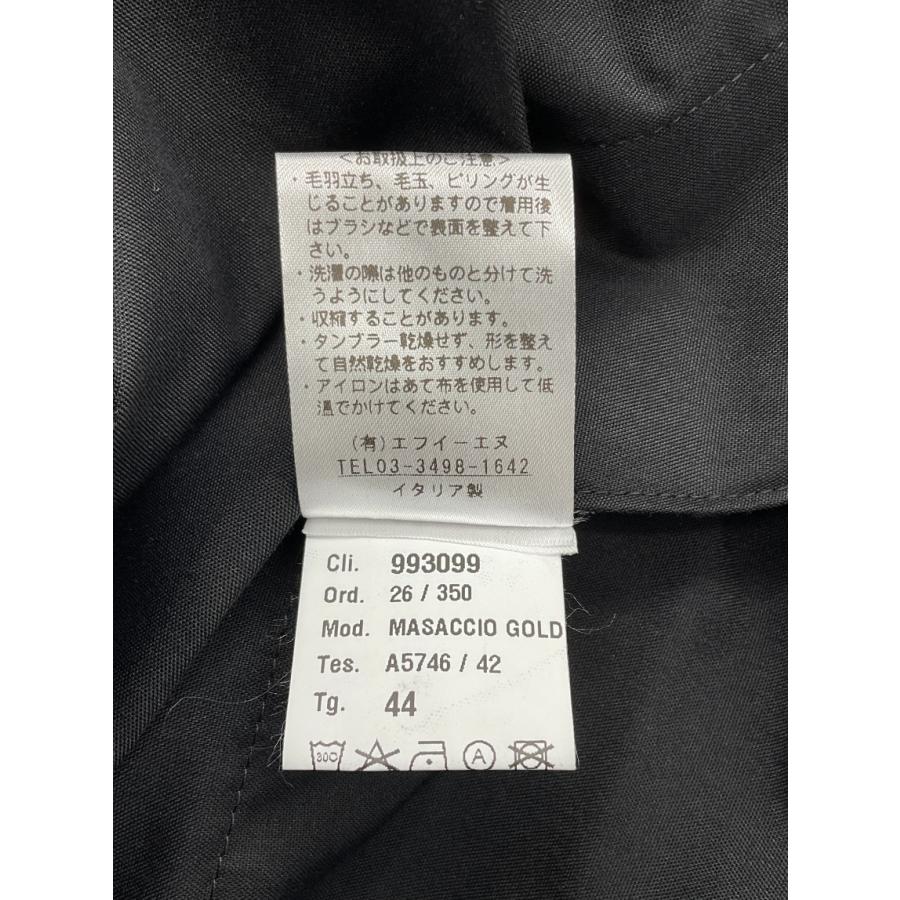 ＜お取扱上のご注意＞
・毛羽立ち、毛玉、ピリングが生
じることがありますので着用後
はブラシなどで表面を整えて下
さい。
・洗濯の際は他のものと分けて洗
うようにしてください。
・収縮することがあります。
・タンブラー乾燥せず、形を整え
て自然乾燥をおすすめします。
・アイロンはあて布を使用して低
温でかけてください。
(有)エフイーエヌ
TEL03-3498-1642
イタリア製
Cli. 993099
Ord. 26 / 350
Mod. MASACCIO GOLD
Tes. A5746 / 42
Tg. 44
30C A